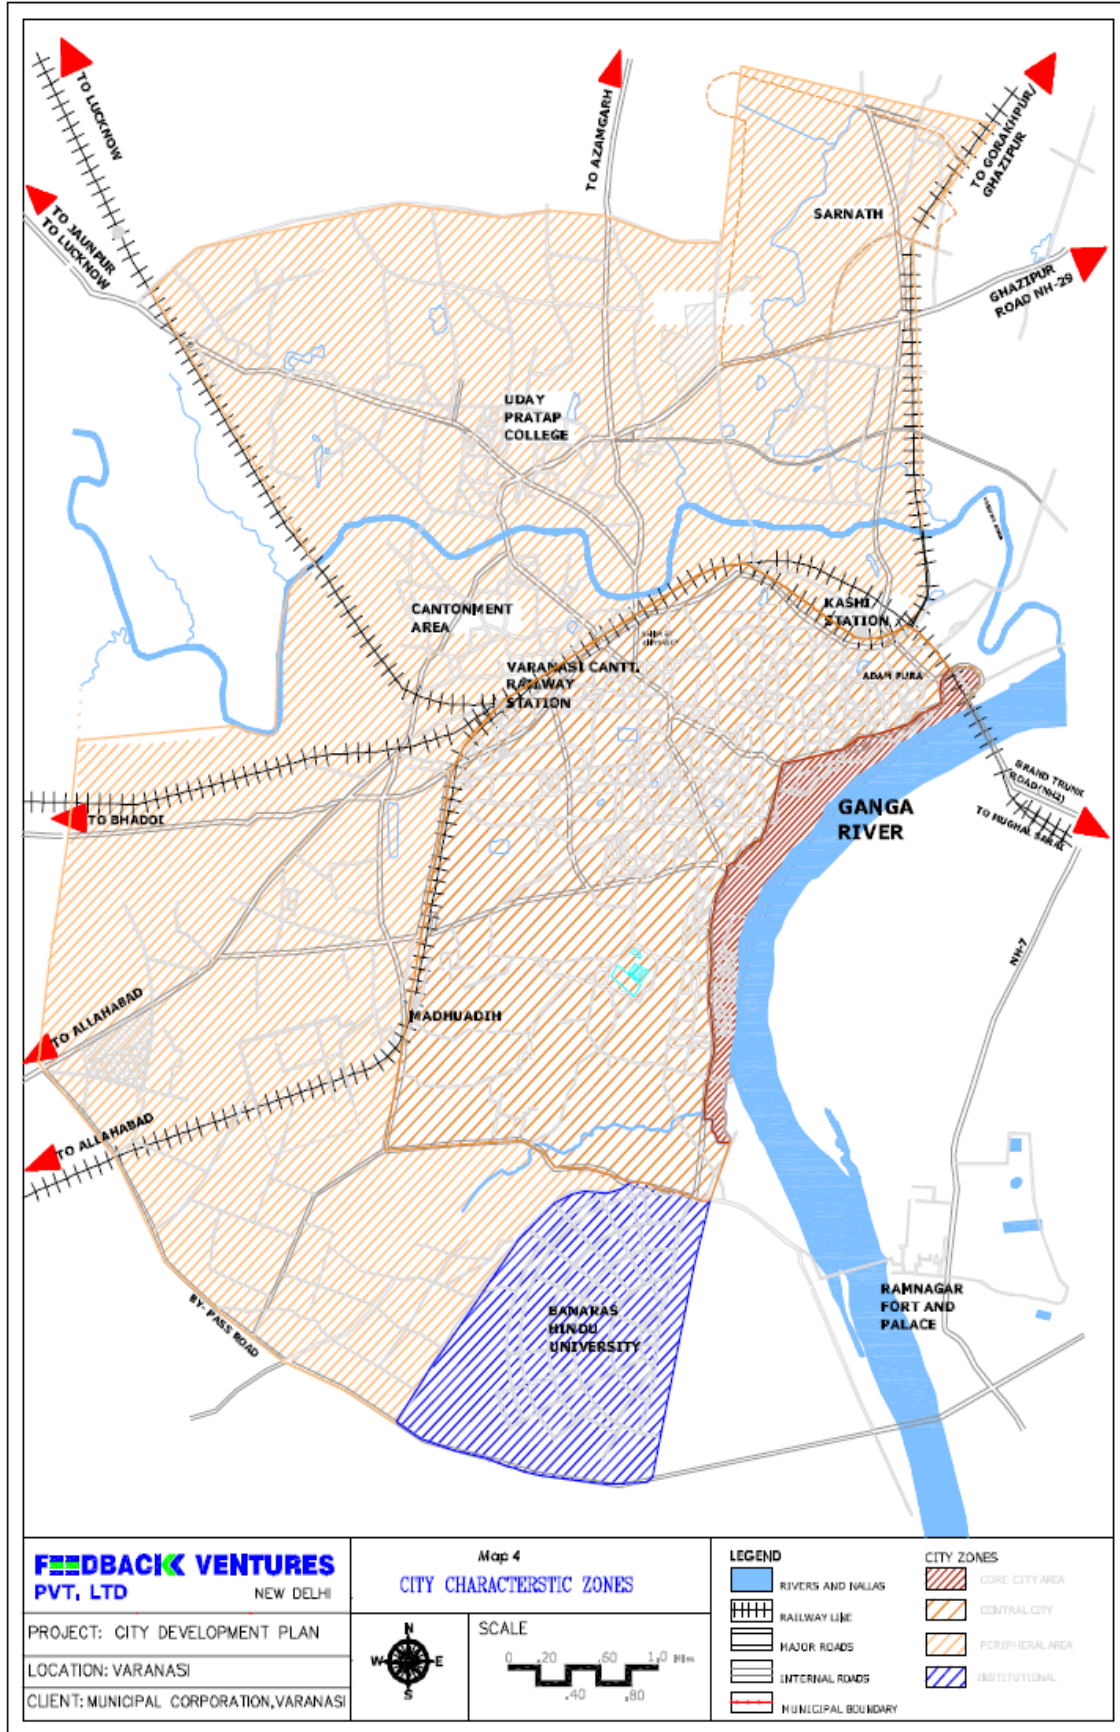 TO LUCKNOW
TO JAUNPUR
TO LUCKNOW
TO AZAMGARH
TO GORAKHPUR/
GHAZIPUR
SARNATH
GHAZIPUR
ROAD NH-29
UDAY
PRATAP
COLLEGE
CANTONMENT
AREA
KASHI
STATION
VARANASI CANTT.
RAILWAY
STATION
ADAM PURA
GANGA
RIVER
GRAND TRUNK
ROAD(NH2)
TO MUGHAL SARAI
TO BHADOI
NH-7
MADHUADIH
TO ALLAHABAD
TO ALLAHABAD
BY-PASS ROAD
BANARAS
HINDU
UNIVERSITY
RAMNAGAR
FORT AND
PALACE
FEEDBACK VENTURES
PVT, LTD
NEW DELHI
PROJECT: CITY DEVELOPMENT PLAN
LOCATION: VARANASI
CLIENT: MUNICIPAL CORPORATION,VARANASI
Map 4
CITY CHARACTERSTIC ZONES
N
W E
S
SCALE
0 .20 .60 1.0 Miles
.40 .80
LEGEND
RIVERS AND NALLAS
RAILWAY LINE
MAJOR ROADS
INTERNAL ROADS
MUNICIPAL BOUNDARY
CITY ZONES
CORE CITY AREA
CENTRAL CITY
PERIPHERAL AREA
INSTITUTIONAL